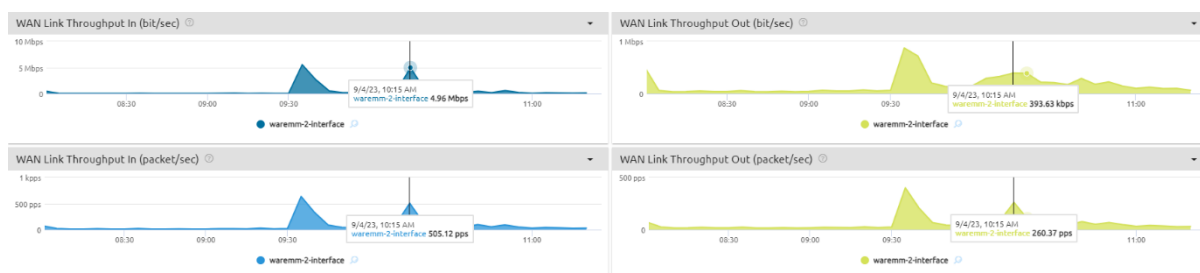 WAN Link Throughput In (bit/sec)
10 Mbps
5 Mbps
0
08:30 09:00 09:30 11:00
9/4/23, 10:15 AM
waremm-2-interface 4.96 Mbps
waremm-2-interface
WAN Link Throughput Out (bit/sec)
1 Mbps
0
08:30 09:00 09:30 11:00
9/4/23, 10:15 AM
waremm-2-interface 393.63 kbps
waremm-2-interface
WAN Link Throughput In (packet/sec)
1 kpps
500 pps
0
08:30 09:00 09:30 11:00
9/4/23, 10:15 AM
waremm-2-interface 505.12 pps
waremm-2-interface
WAN Link Throughput Out (packet/sec)
500 pps
0
08:30 09:00 09:30 11:00
9/4/23, 10:15 AM
waremm-2-interface 260.37 pps
waremm-2-interface